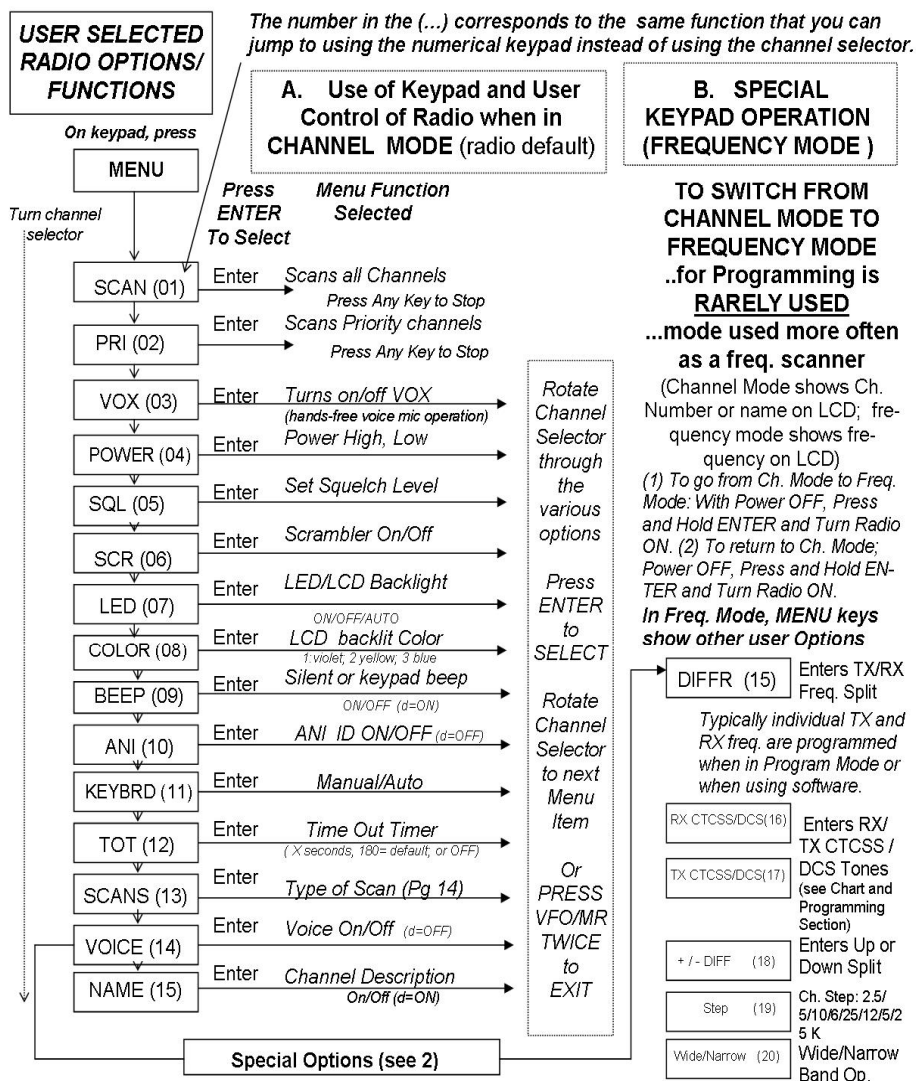 USER SELECTED
RADIO OPTIONS/
FUNCTIONS
The number in the (...) corresponds to the same function that you can
jump to using the numerical keypad instead of using the channel selector.
On keypad, press
MENU
Turn channel
selector
A. Use of Keypad and User
Control of Radio when in
CHANNEL MODE (radio default)
Press
ENTER
To Select
Menu Function
Selected
SCAN (01)
Enter
Scans all Channels
Press Any Key to Stop
PRI (02)
Enter
Scans Priority channels
Press Any Key to Stop
VOX (03)
Enter
Turns on/off VOX
(hands-free voice mic operation)
POWER (04)
Enter
Power High, Low
SQL (05)
Enter
Set Squelch Level
SCR (06)
Enter
Scrambler On/Off
LED (07)
Enter
LED/LCD Backlight
ON/OFF/AUTO
COLOR (08)
Enter
LCD backlit Color
1:violet; 2 yellow; 3 blue
BEEP (09)
Enter
Silent or keypad beep
ON/OFF (d=ON)
ANI (10)
Enter
ANI ID ON/OFF (d=OFF)
KEYBRD (11)
Enter
Manual/Auto
TOT (12)
Enter
Time Out Timer
( X seconds, 180= default; or OFF)
SCANS (13)
Enter
Type of Scan (Pg 14)
VOICE (14)
Enter
Voice On/Off (d=OFF)
NAME (15)
Enter
Channel Description
On/Off (d=ON)
Special Options (see 2)
Rotate
Channel
Selector
through
the
various
options
Press
ENTER
to
SELECT
Rotate
Channel
Selector
to next
Menu
Item
Or
PRESS
VFO/MR
TWICE
to
EXIT
B. SPECIAL
KEYPAD OPERATION
(FREQUENCY MODE )
TO SWITCH FROM
CHANNEL MODE TO
FREQUENCY MODE
..for Programming is
RARELY USED
...mode used more often
as a freq. scanner
(Channel Mode shows Ch.
Number or name on LCD; fre-
quency mode shows fre-
quency on LCD)
(1) To go from Ch. Mode to Freq.
Mode: With Power OFF, Press
and Hold ENTER and Turn Radio
ON. (2) To return to Ch. Mode;
Power OFF, Press and Hold EN-
TER and Turn Radio ON.
In Freq. Mode, MENU keys
show other user Options
DIFFR (15)
Enters TX/RX
Freq. Split
Typically individual TX and
RX freq. are programmed
when in Program Mode or
when using software.
RX CTCSS/DCS(16)
TX CTCSS/DCS(17)
Enters RX/
TX CTCSS /
DCS Tones
(see Chart and
Programming
Section)
+ / - DIFF (18)
Enters Up or
Down Split
Step (19)
Ch. Step: 2.5/
5/10/6/25/12/5/2
5 K
Wide/Narrow (20)
Wide/Narrow
Band Op.